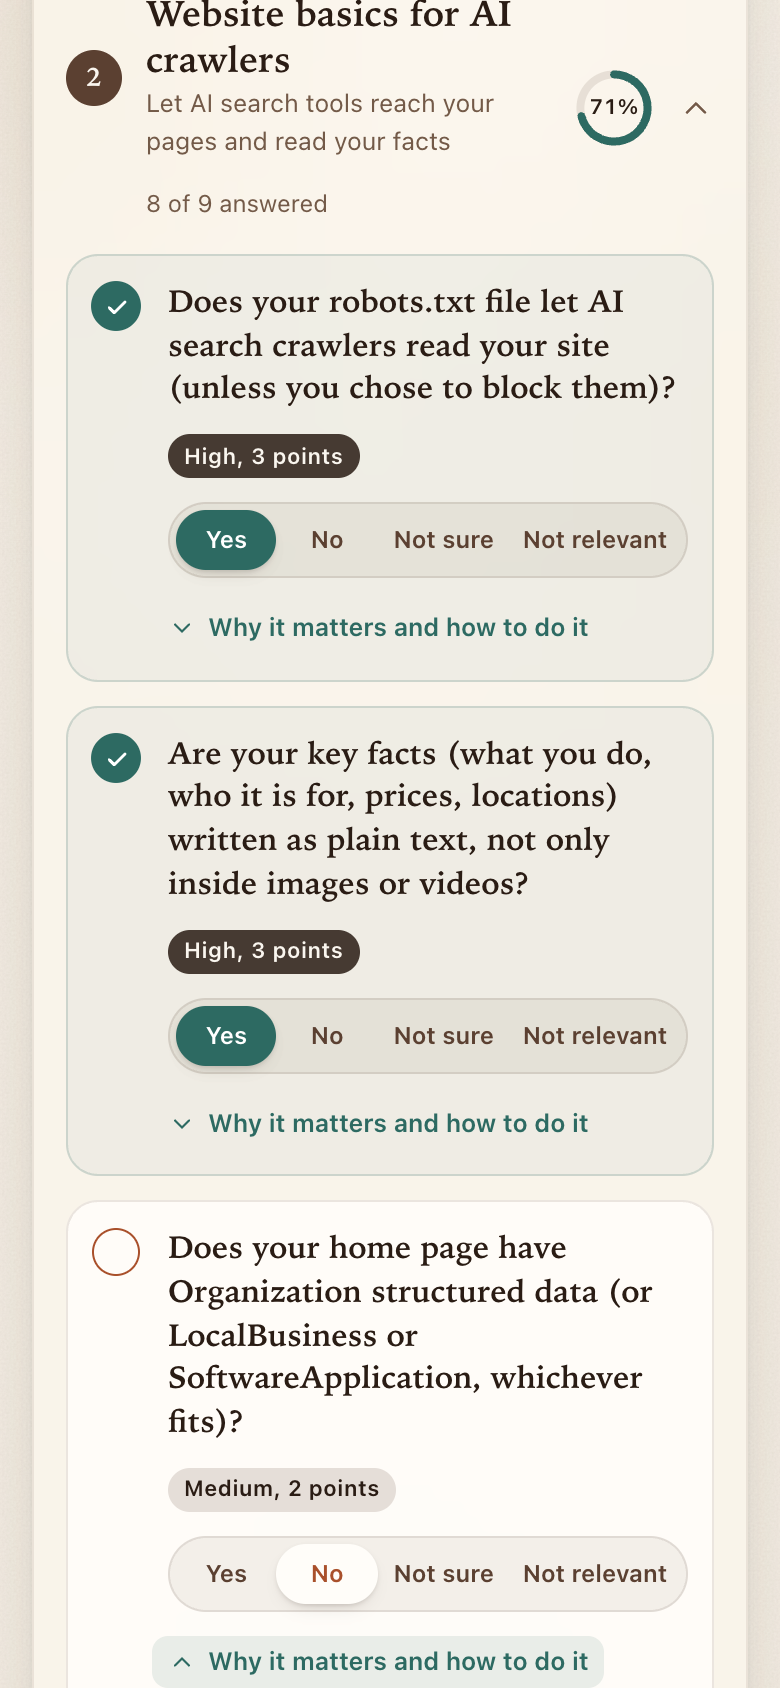 Website basics for AI
crawlers
2
Let AI search tools reach your
pages and read your facts
71%
8 of 9 answered
Does your robots.txt file let AI
search crawlers read your site
(unless you chose to block them)?
High, 3 points
Yes No Not sure Not relevant
Why it matters and how to do it
Are your key facts (what you do,
who it is for, prices, locations)
written as plain text, not only
inside images or videos?
High, 3 points
Yes No Not sure Not relevant
Why it matters and how to do it
Does your home page have
Organization structured data (or
LocalBusiness or
SoftwareApplication, whichever
fits)?
Medium, 2 points
Yes No Not sure Not relevant
Why it matters and how to do it